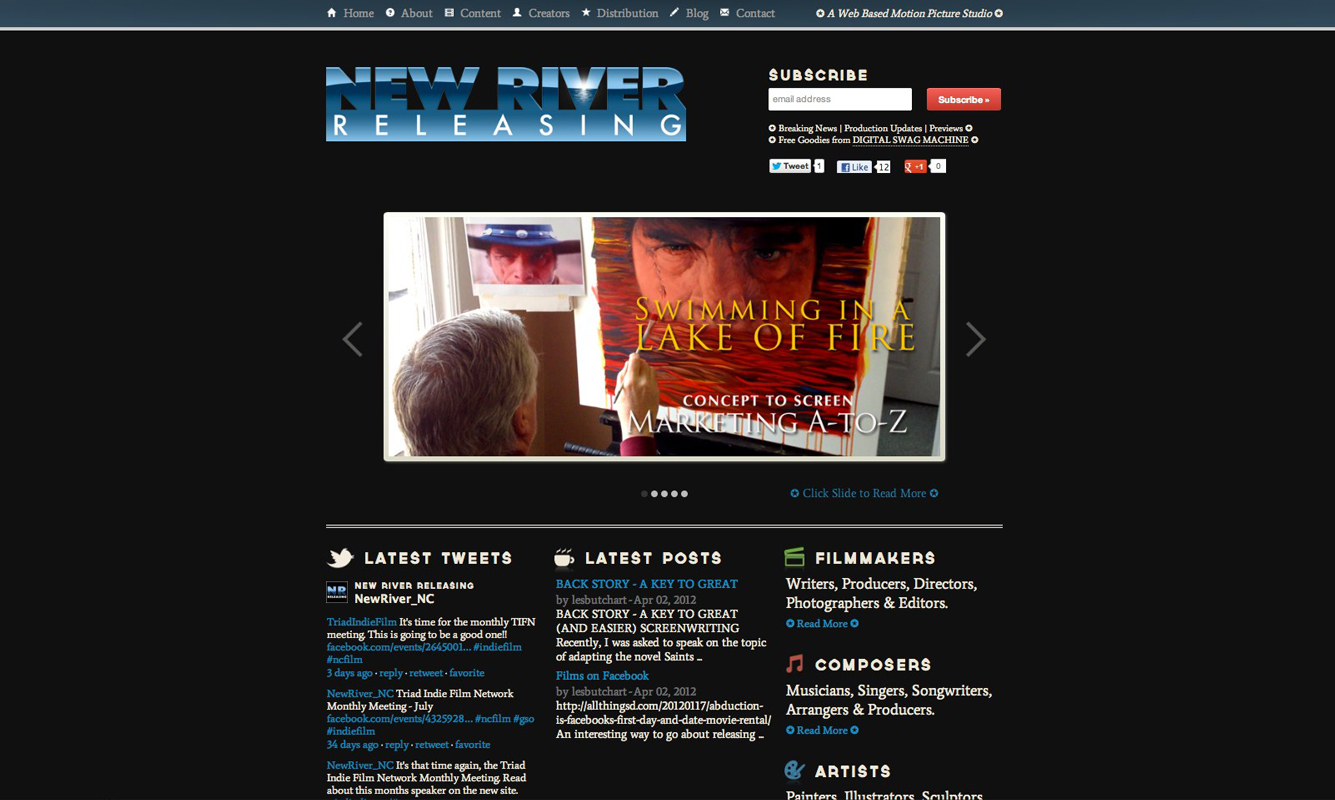 Home About Content Creators Distribution Blog Contact
✪ A Web Based Motion Picture Studio ✪
NEW RIVER
RELEASING
SUBSCRIBE
email address Subscribe »
✪ Breaking News | Production Updates | Previews ✪
✪ Free Goodies from DIGITAL SWAG MACHINE ✪
Tweet 1 Like 12 +1 0
SWIMMING IN A
LAKE OF FIRE
CONCEPT TO SCREEN
MARKETING A-TO-Z
✪ Click Slide to Read More ✪
LATEST TWEETS
NEW RIVER RELEASING
NewRiver_NC
TriadIndieFilm It's time for the monthly TIFN
meeting. This is going to be a good one!!
facebook.com/events/2645001... #indiefilm
#ncfilm
3 days ago · reply · retweet · favorite
NewRiver_NC Triad Indie Film Network
Monthly Meeting - July
facebook.com/events/4325928... #ncfilm #gso
#indiefilm
34 days ago · reply · retweet · favorite
NewRiver_NC It's that time again, the Triad
Indie Film Network Monthly Meeting. Read
about this months speaker on the new site.
LATEST POSTS
BACK STORY - A KEY TO GREAT
by lesbutchart - Apr 02, 2012
BACK STORY - A KEY TO GREAT
(AND EASIER) SCREENWRITING
Recently, I was asked to speak on the topic
of adapting the novel Saints ...
Films on Facebook
by lesbutchart - Apr 02, 2012
http://allthingsd.com/20120117/abduction-
is-facebooks-first-day-and-date-movie-rental/
An interesting way to go about releasing ...
FILMMAKERS
Writers, Producers, Directors,
Photographers & Editors.
✪ Read More ✪
COMPOSERS
Musicians, Singers, Songwriters,
Arrangers & Producers.
✪ Read More ✪
ARTISTS
Painters, Illustrators, Sculptors,